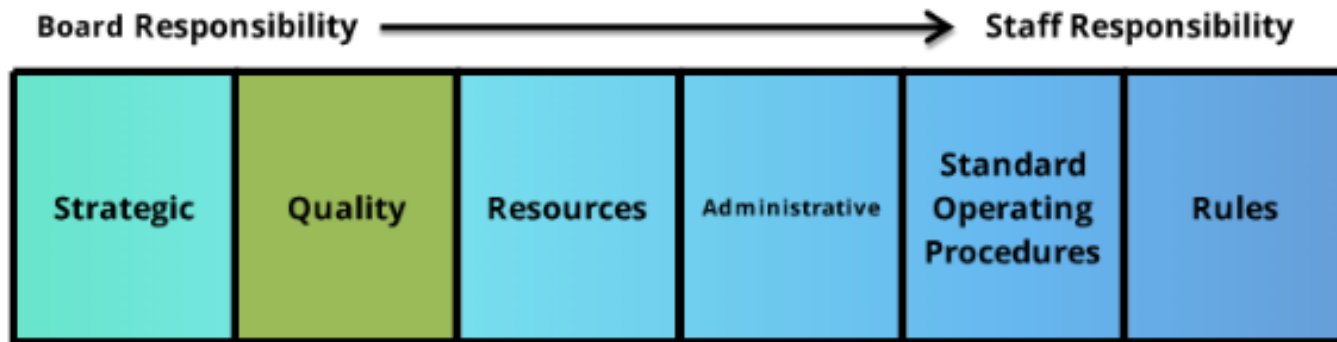 Board Responsibility
Staff Responsibility
Strategic
Quality
Resources
Administrative
Standard
Operating
Procedures
Rules